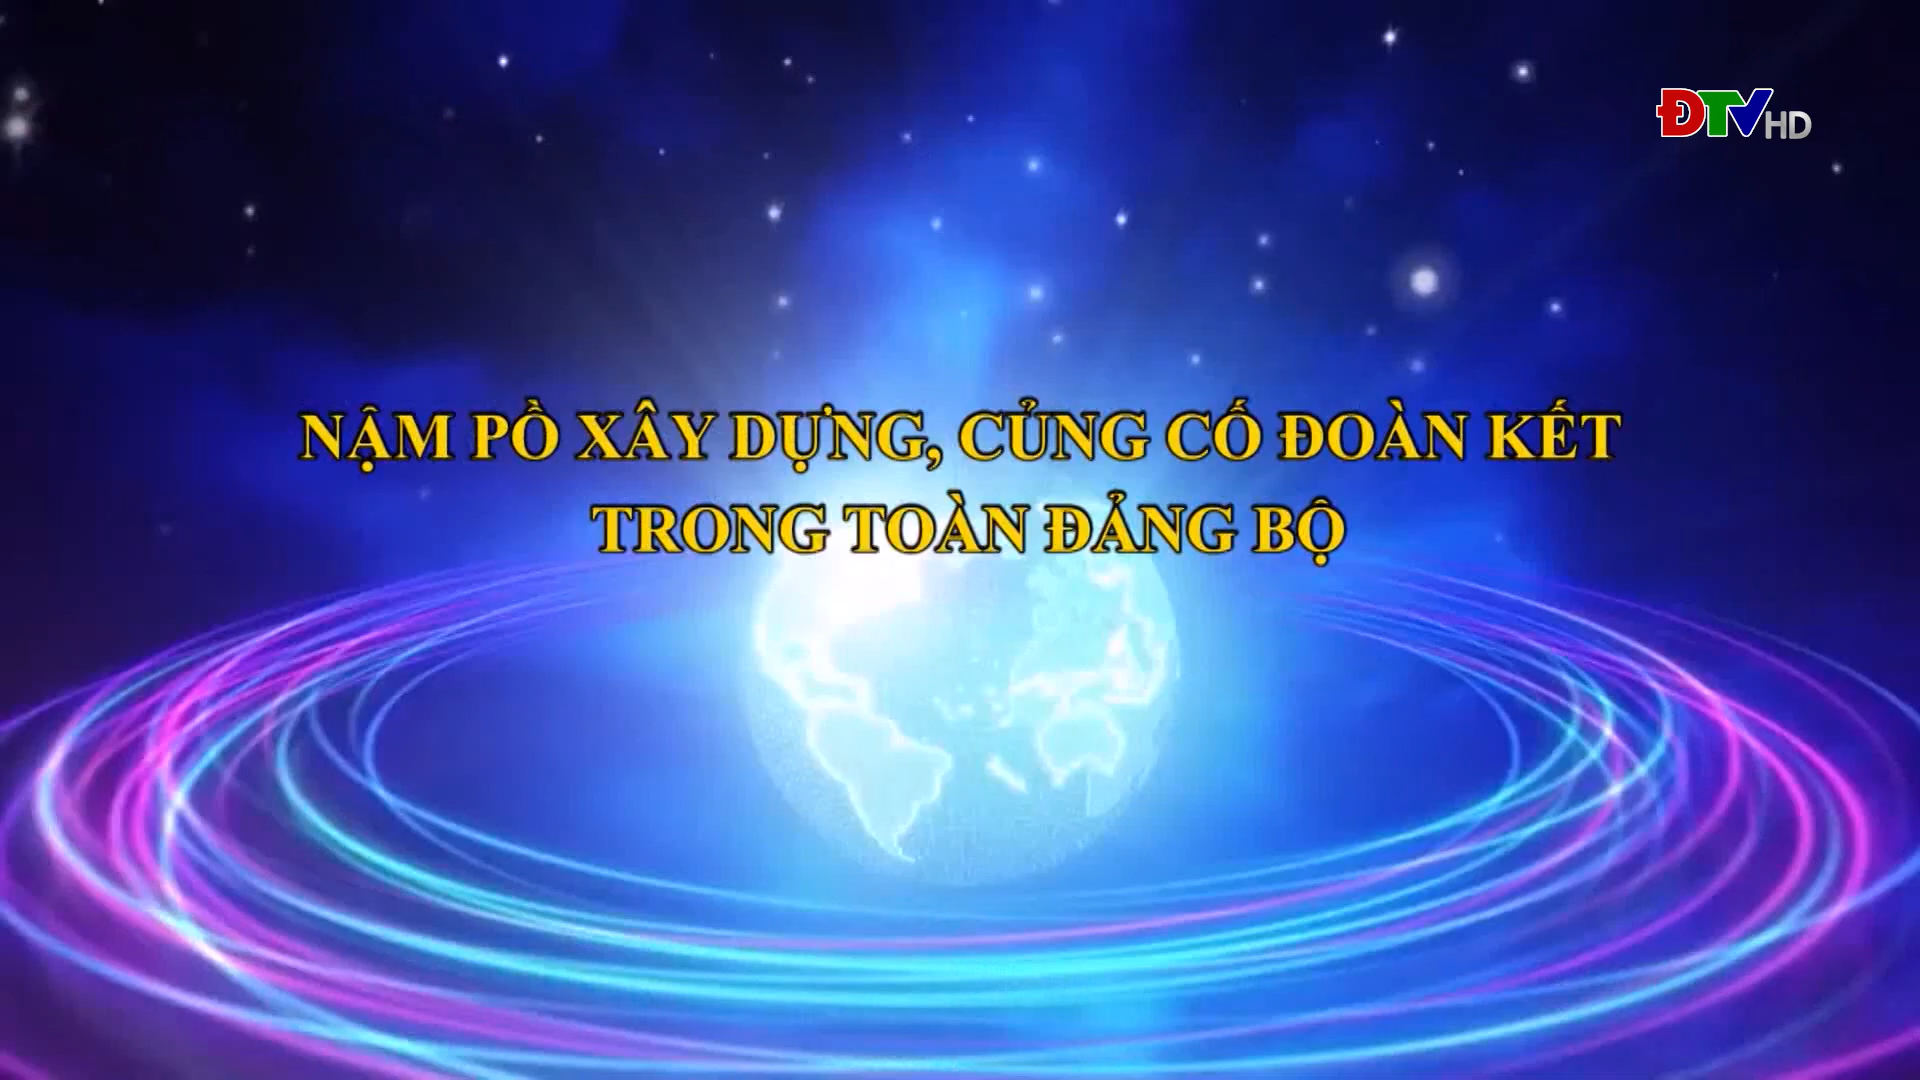 ĐTV HD
NẬM PỒ XÂY DỰNG, CỦNG CỐ ĐOÀN KẾT
TRONG TOÀN ĐẢNG BỘ